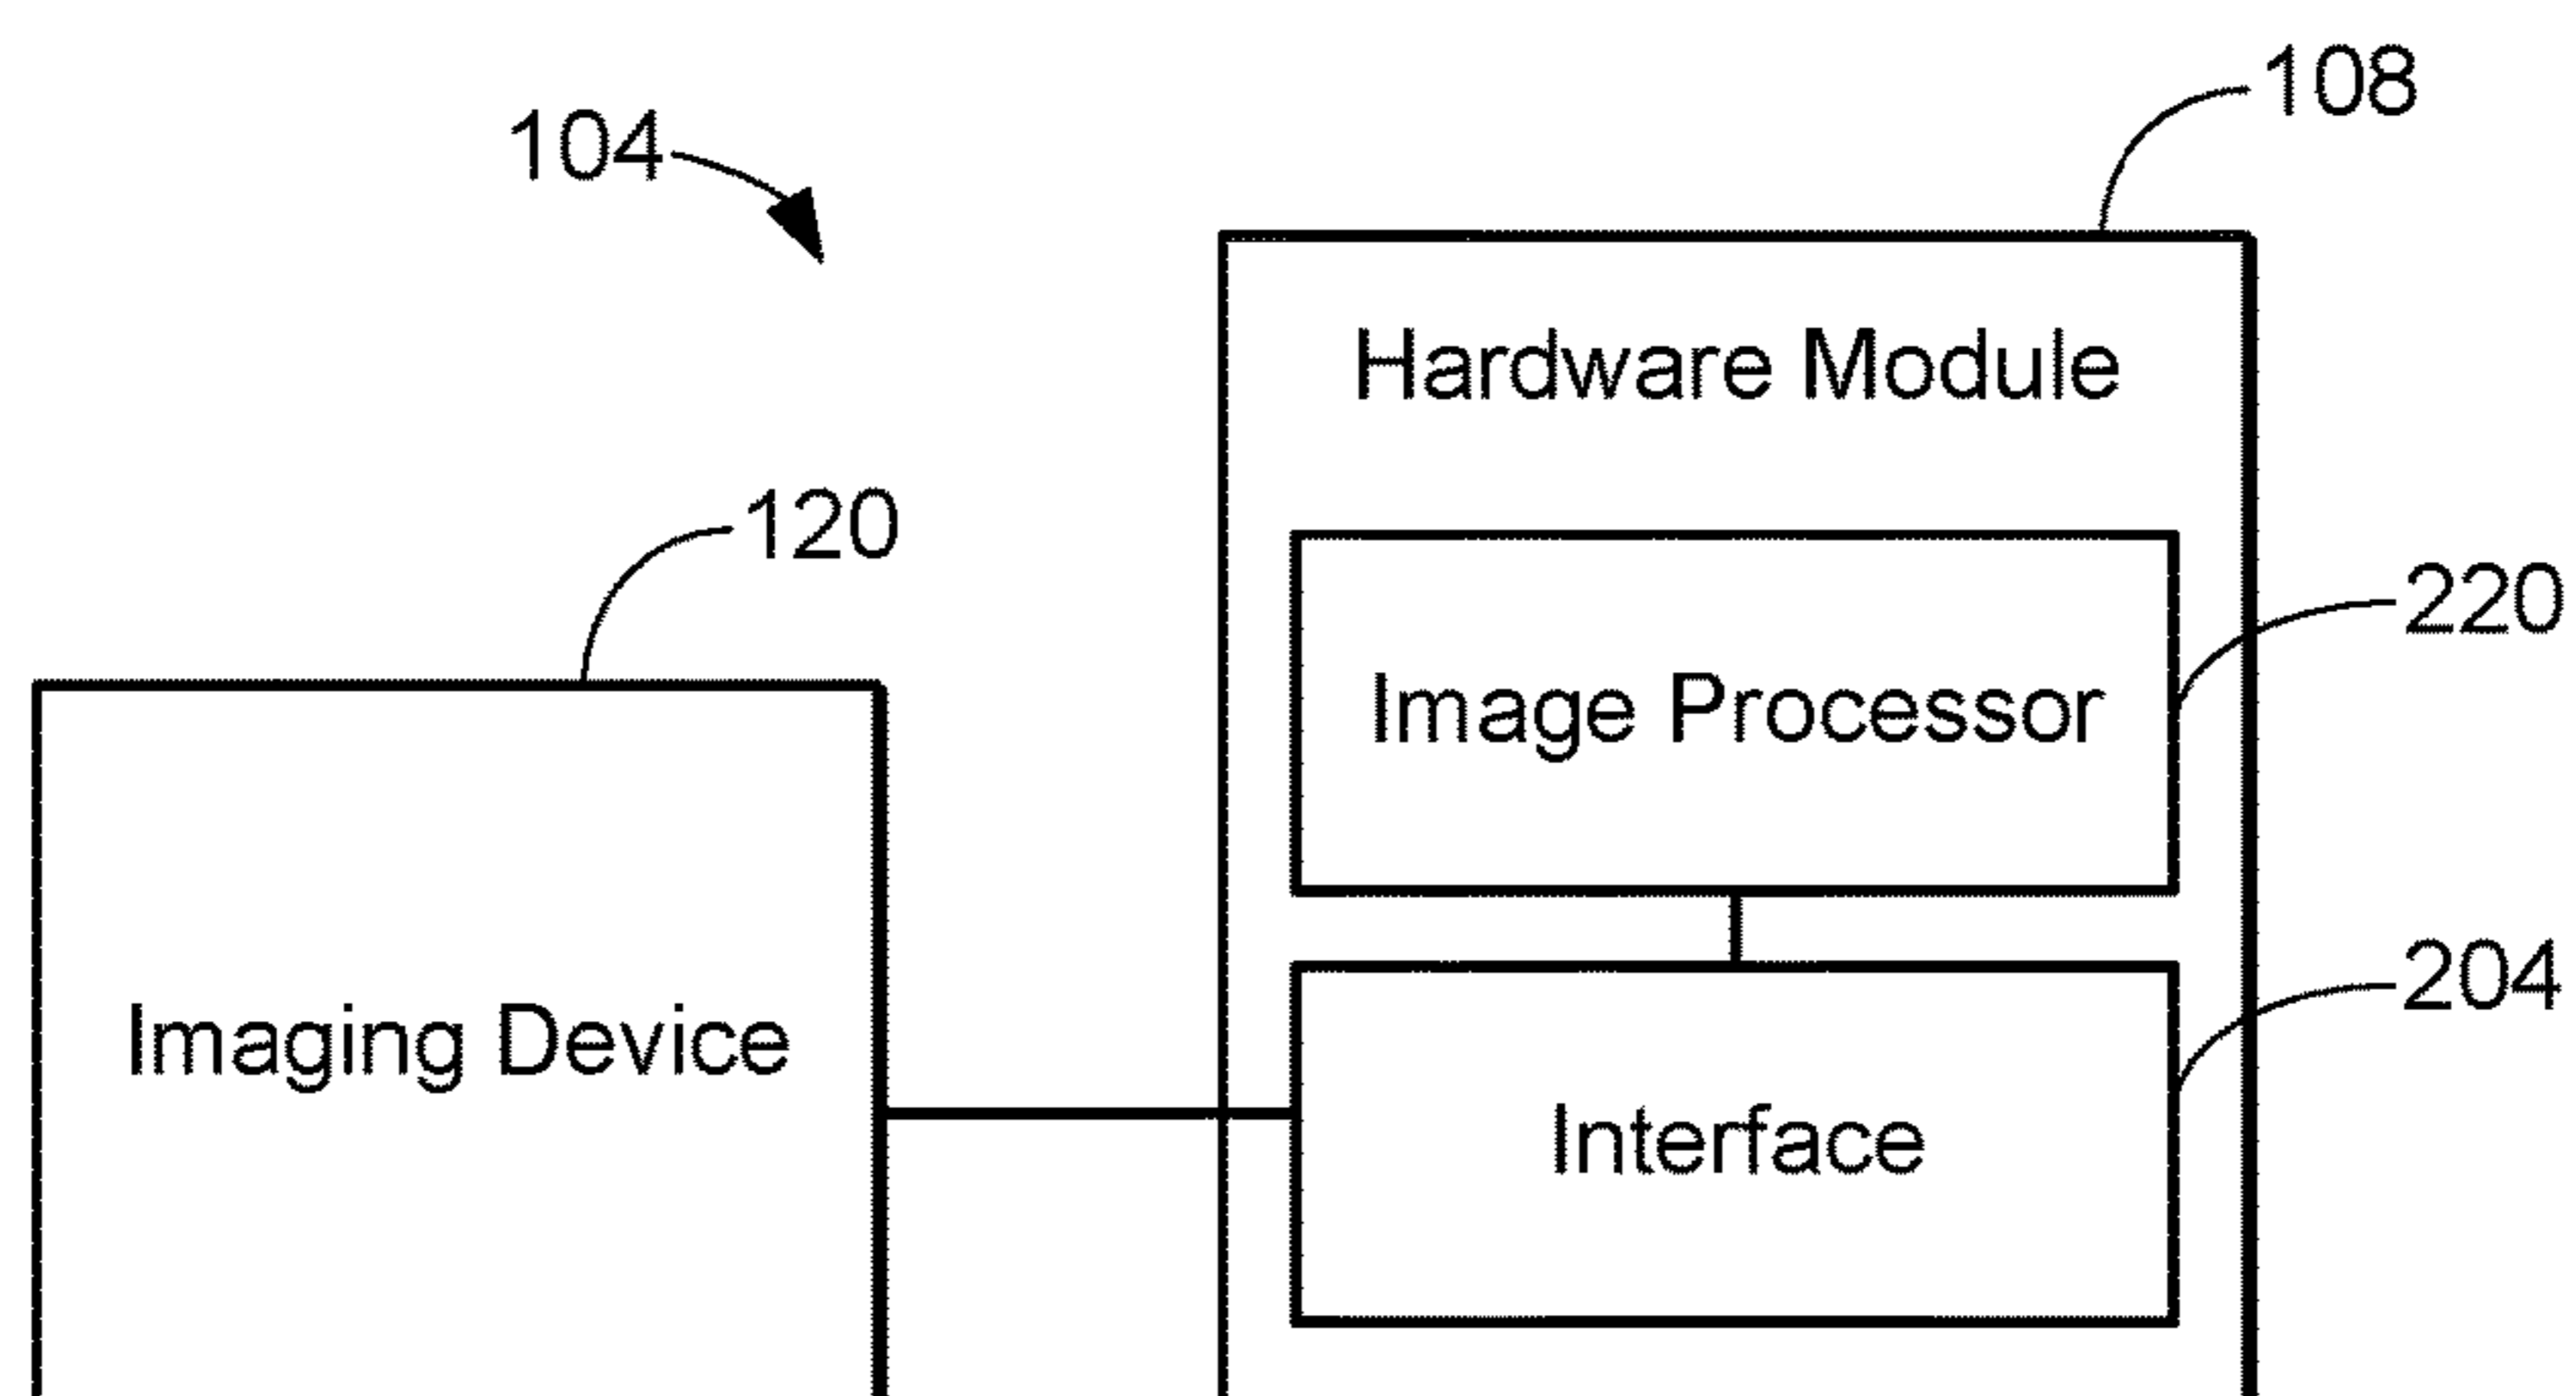 108
104
Hardware Module
120
220
Image Processor
204
Imaging Device
Interface